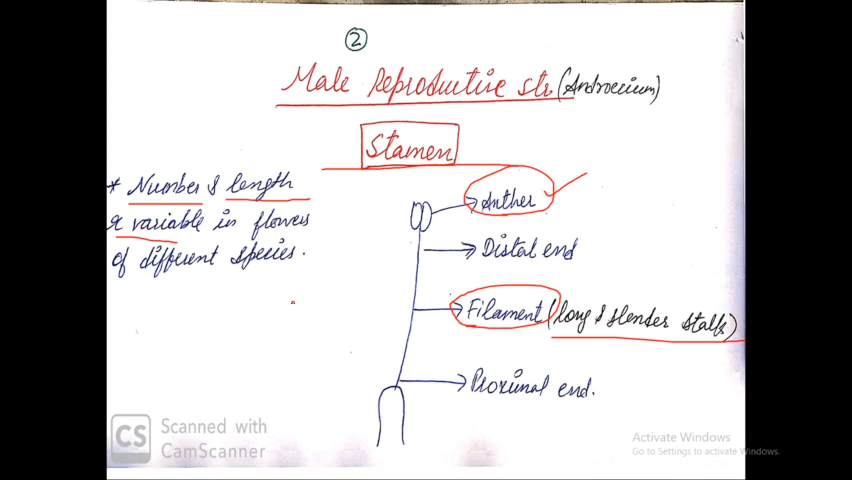 2
Male Reproductive str. (Androecium)
Stamen
* Number & length
r variable in flowers
of different species.
Anther
Distal end
Filament (long & slender stalk)
Proximal end.
CS Scanned with
CamScanner
Activate Windows
Go to Settings to activate Windows.